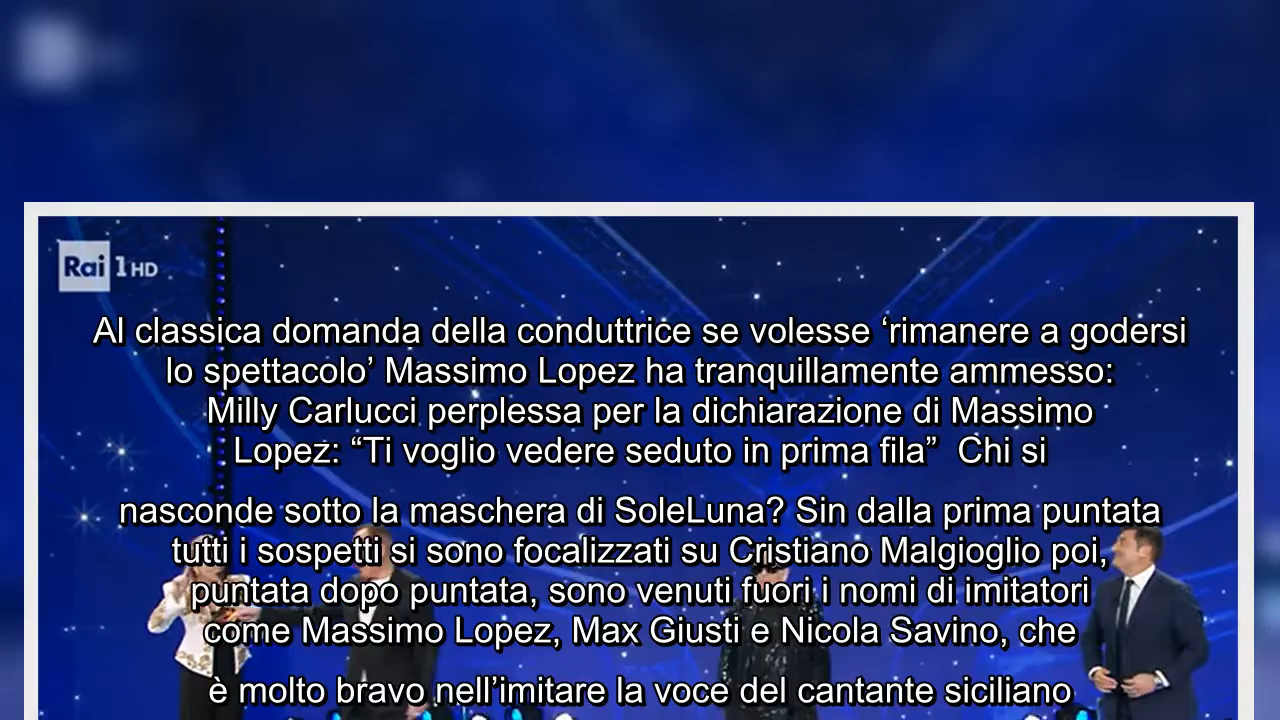 Rai 1 HD
Al classica domanda della conduttrice se volesse ‘rimanere a godersi
lo spettacolo’ Massimo Lopez ha tranquillamente ammesso:
Milly Carlucci perplessa per la dichiarazione di Massimo
Lopez: “Ti voglio vedere seduto in prima fila”  Chi si
nasconde sotto la maschera di SoleLuna? Sin dalla prima puntata
tutti i sospetti si sono focalizzati su Cristiano Malgioglio poi,
puntata dopo puntata, sono venuti fuori i nomi di imitatori
come Massimo Lopez, Max Giusti e Nicola Savino, che
è molto bravo nell’imitare la voce del cantante siciliano